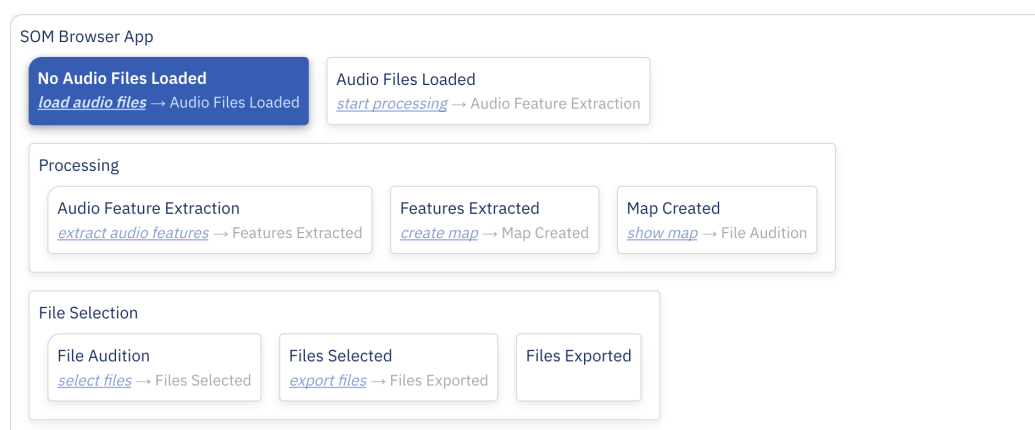 SOM Browser App
No Audio Files Loaded
load audio files → Audio Files Loaded
Audio Files Loaded
start processing → Audio Feature Extraction
Processing
Audio Feature Extraction
extract audio features → Features Extracted
Features Extracted
create map → Map Created
Map Created
show map → File Audition
File Selection
File Audition
select files → Files Selected
Files Selected
export files → Files Exported
Files Exported